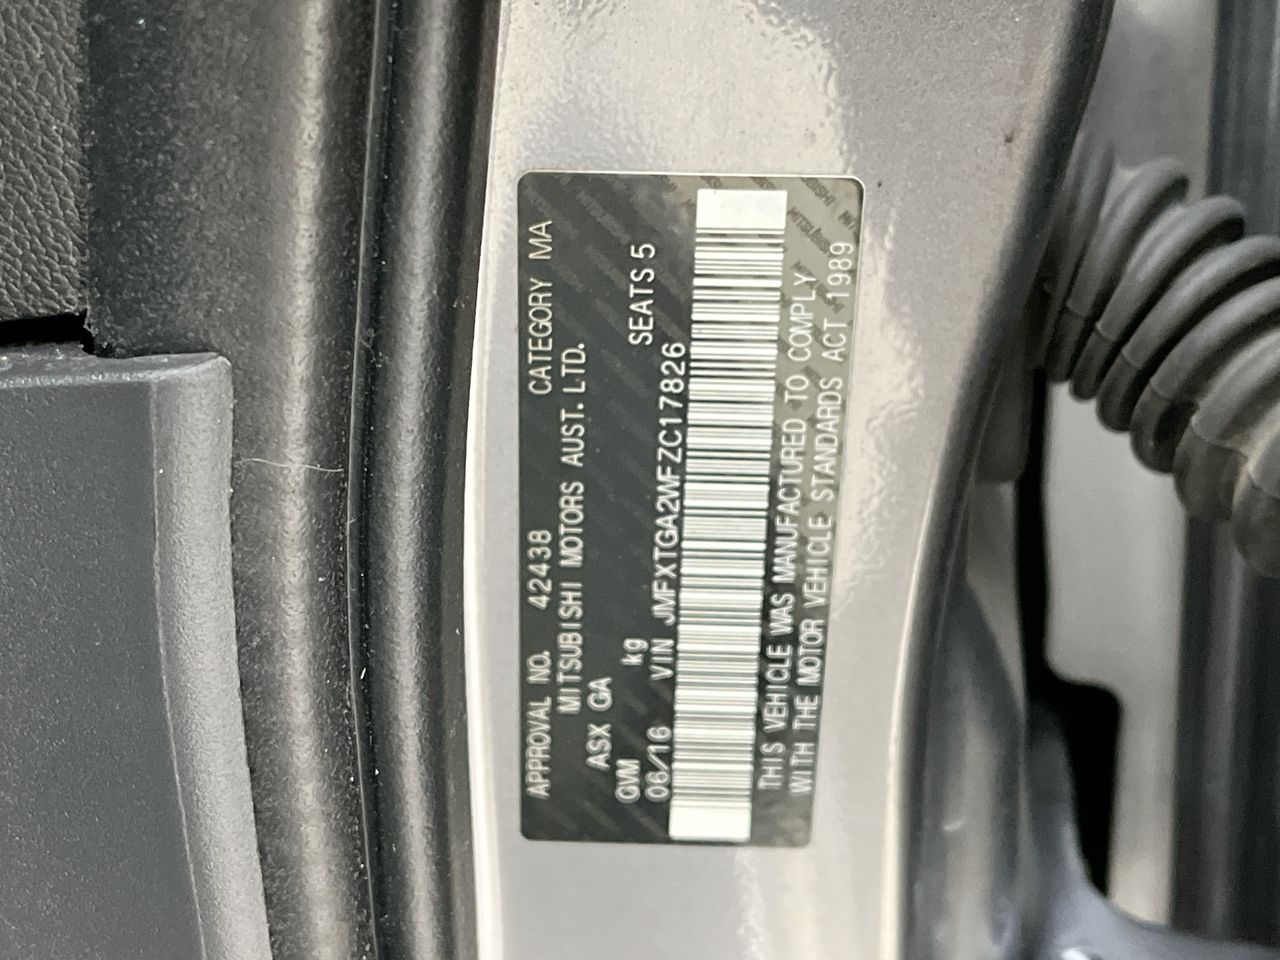 APPROVAL NO. 42438 CATEGORY MA
MITSUBISHI MOTORS AUST. LTD.
ASX GA
GVM kg SEATS 5
06/16 VIN JMFXTGA2WFZC17826
THIS VEHICLE WAS MANUFACTURED TO COMPLY
WITH THE MOTOR VEHICLE STANDARDS ACT 1989